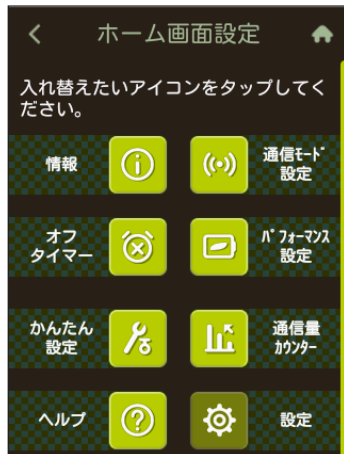 ホーム画面設定
入れ替えたいアイコンをタップしてく
ださい。
情報
通信ﾓｰﾄﾞ
設定
オフ
タイマー
ﾊﾟﾌｫｰﾏﾝｽ
設定
かんたん
設定
通信量
ｶｳﾝﾀｰ
ヘルプ
設定